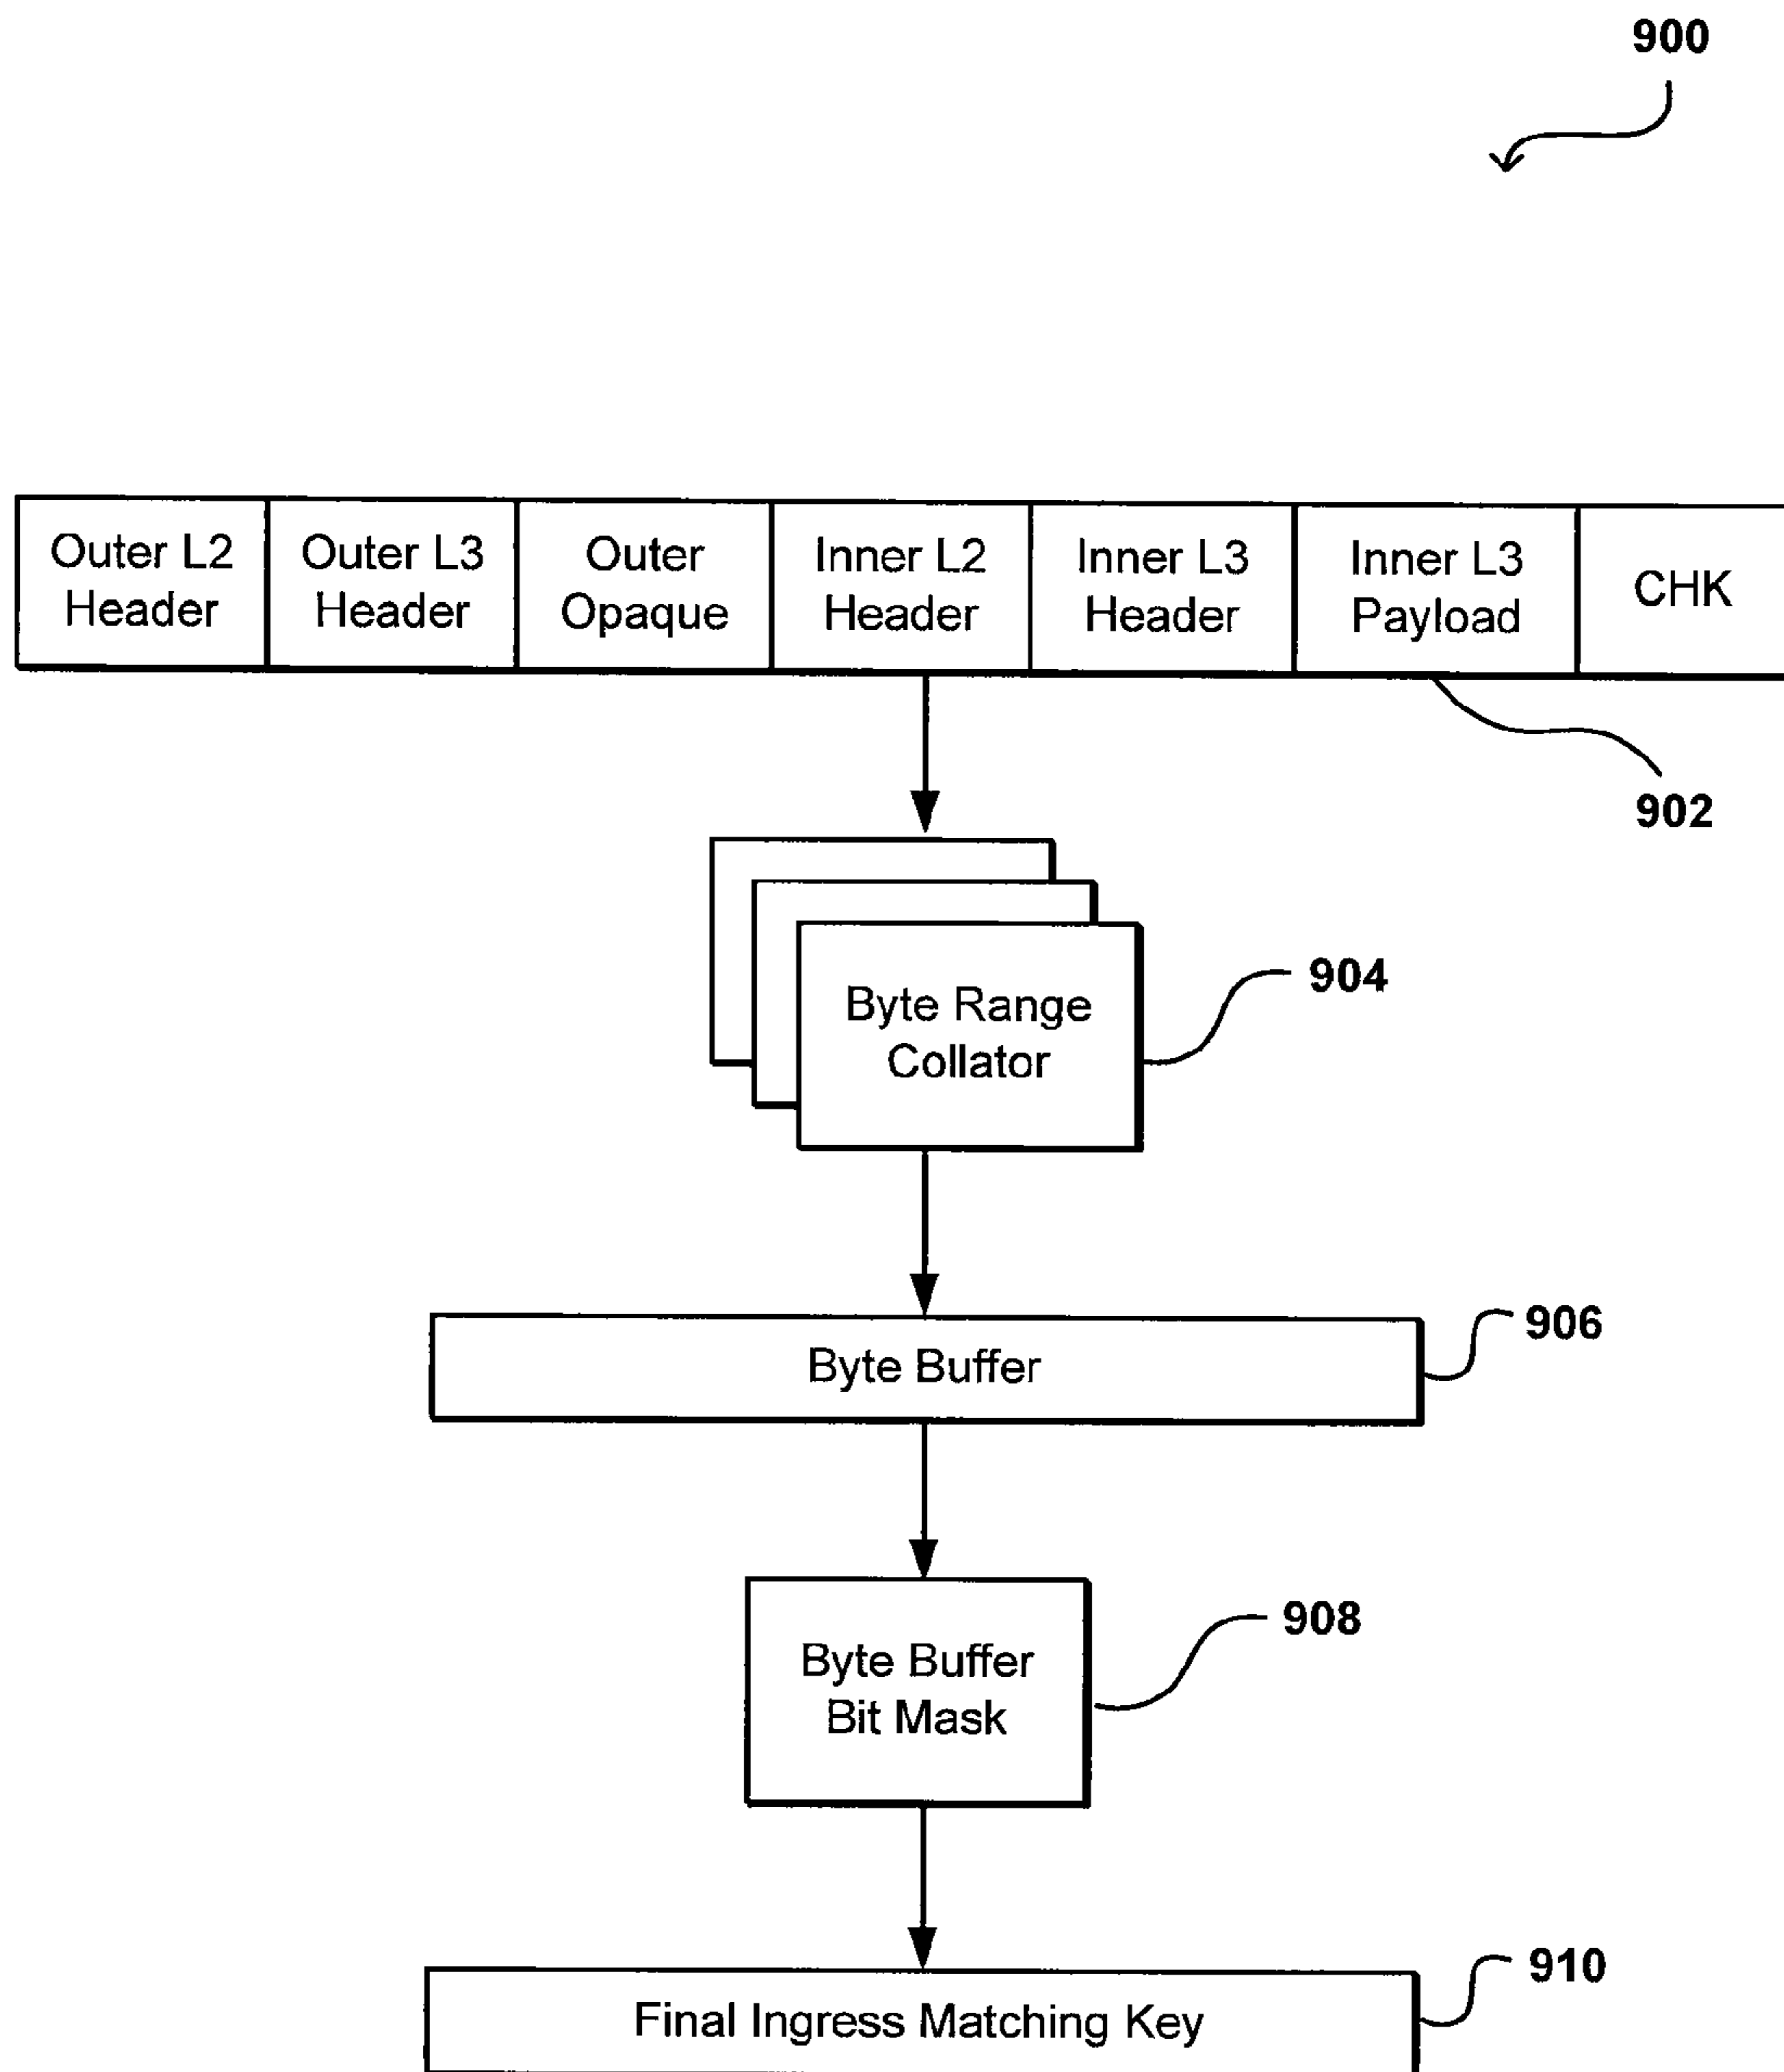 900
Outer L2
Header
Outer L3
Header
Outer
Opaque
Inner L2
Header
Inner L3
Header
Inner L3
Payload
CHK
902
Byte Range
Collator
904
Byte Buffer
906
Byte Buffer
Bit Mask
908
Final Ingress Matching Key
910